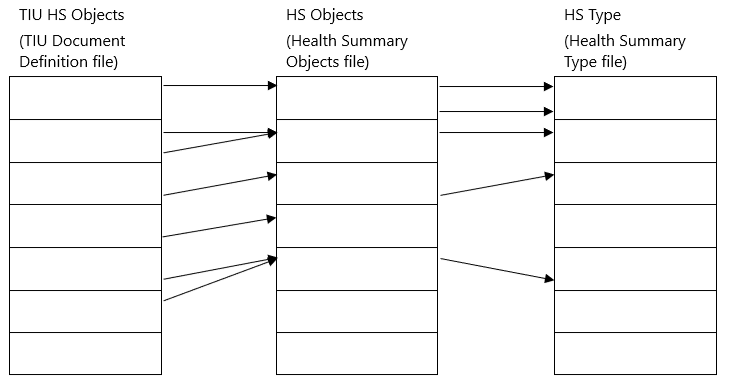 TIU HS Objects
(TIU Document
Definition file)
HS Objects
(Health Summary
Objects file)
HS Type
(Health Summary
Type file)